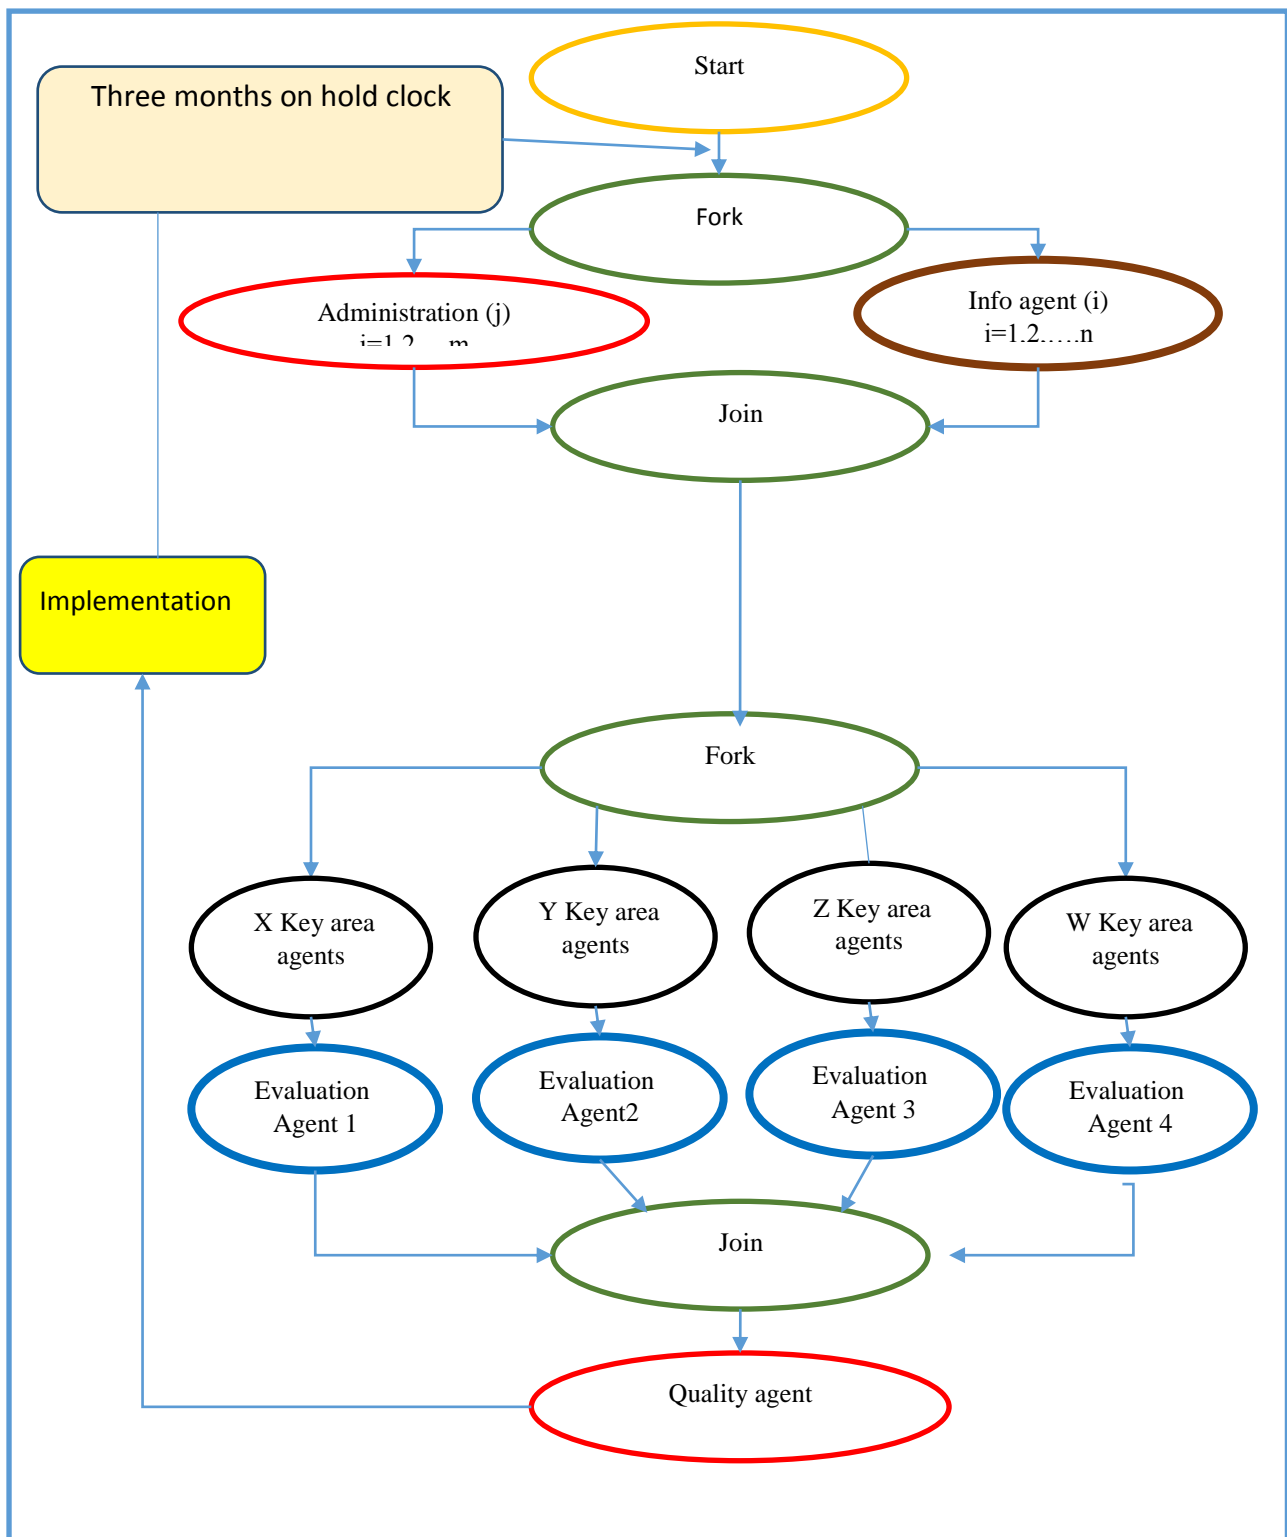 Start
Three months on hold clock
Fork
Administration (j)
Info agent (i)
i=1,2,…,n
Join
Implementation
Fork
X Key area
agents
Y Key area
agents
Z Key area
agents
W Key area
agents
Evaluation
Agent 1
Evaluation
Agent2
Evaluation
Agent 3
Evaluation
Agent 4
Join
Quality agent